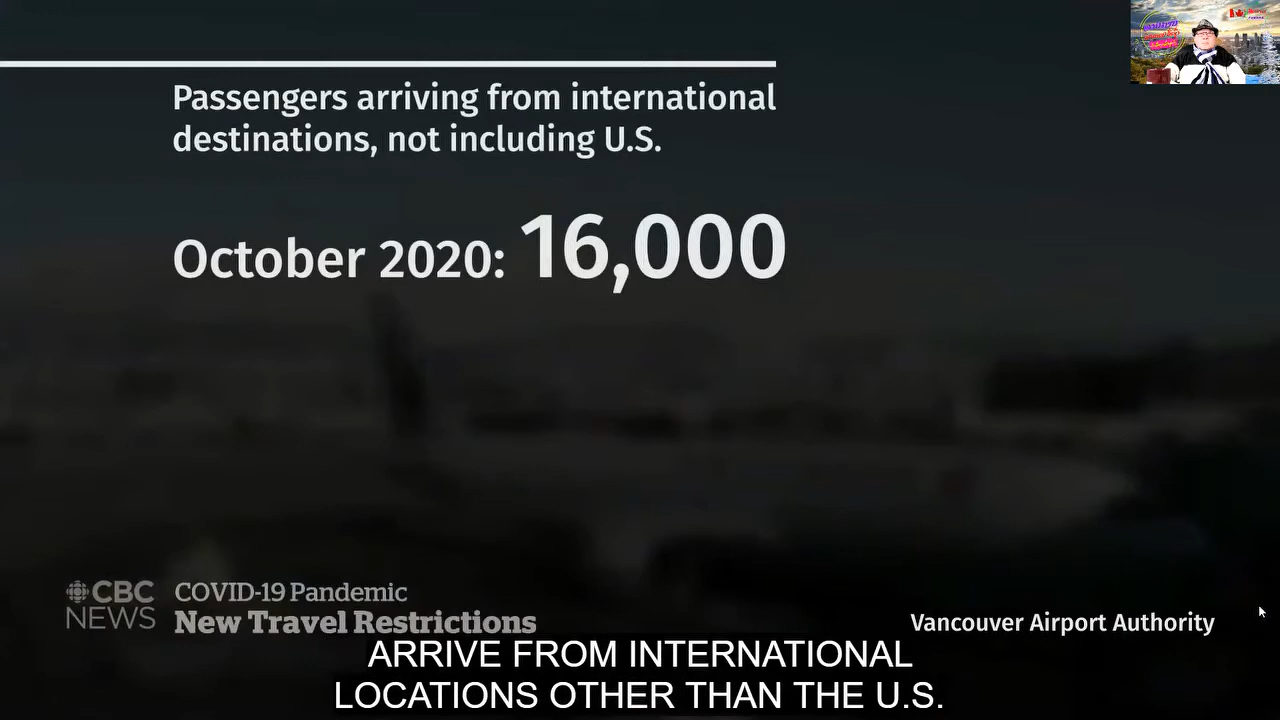 Passengers arriving from international
destinations, not including U.S.
October 2020: 16,000
CBC
NEWS
COVID-19 Pandemic
New Travel Restrictions
Vancouver Airport Authority
ARRIVE FROM INTERNATIONAL
LOCATIONS OTHER THAN THE U.S.